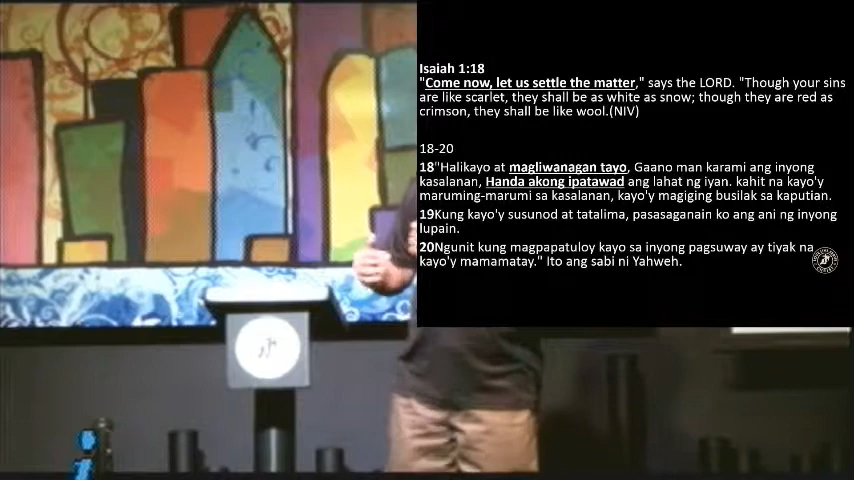 Isaiah 1:18
"Come now, let us settle the matter," says the LORD. "Though your sins
are like scarlet, they shall be as white as snow; though they are red as
crimson, they shall be like wool.(NIV)
18-20
18"Halikayo at magliwanagan tayo, Gaano man karami ang inyong
kasalanan, Handa akong ipatawad ang lahat ng iyan. kahit na kayo'y
maruming-marumi sa kasalanan, kayo'y magiging busilak sa kaputian.
19Kung kayo'y susunod at tatalima, pasasaganain ko ang ani ng inyong
lupain.
20Ngunit kung magpapatuloy kayo sa inyong pagsuway ay tiyak na
kayo'y mamamatay." Ito ang sabi ni Yahweh.